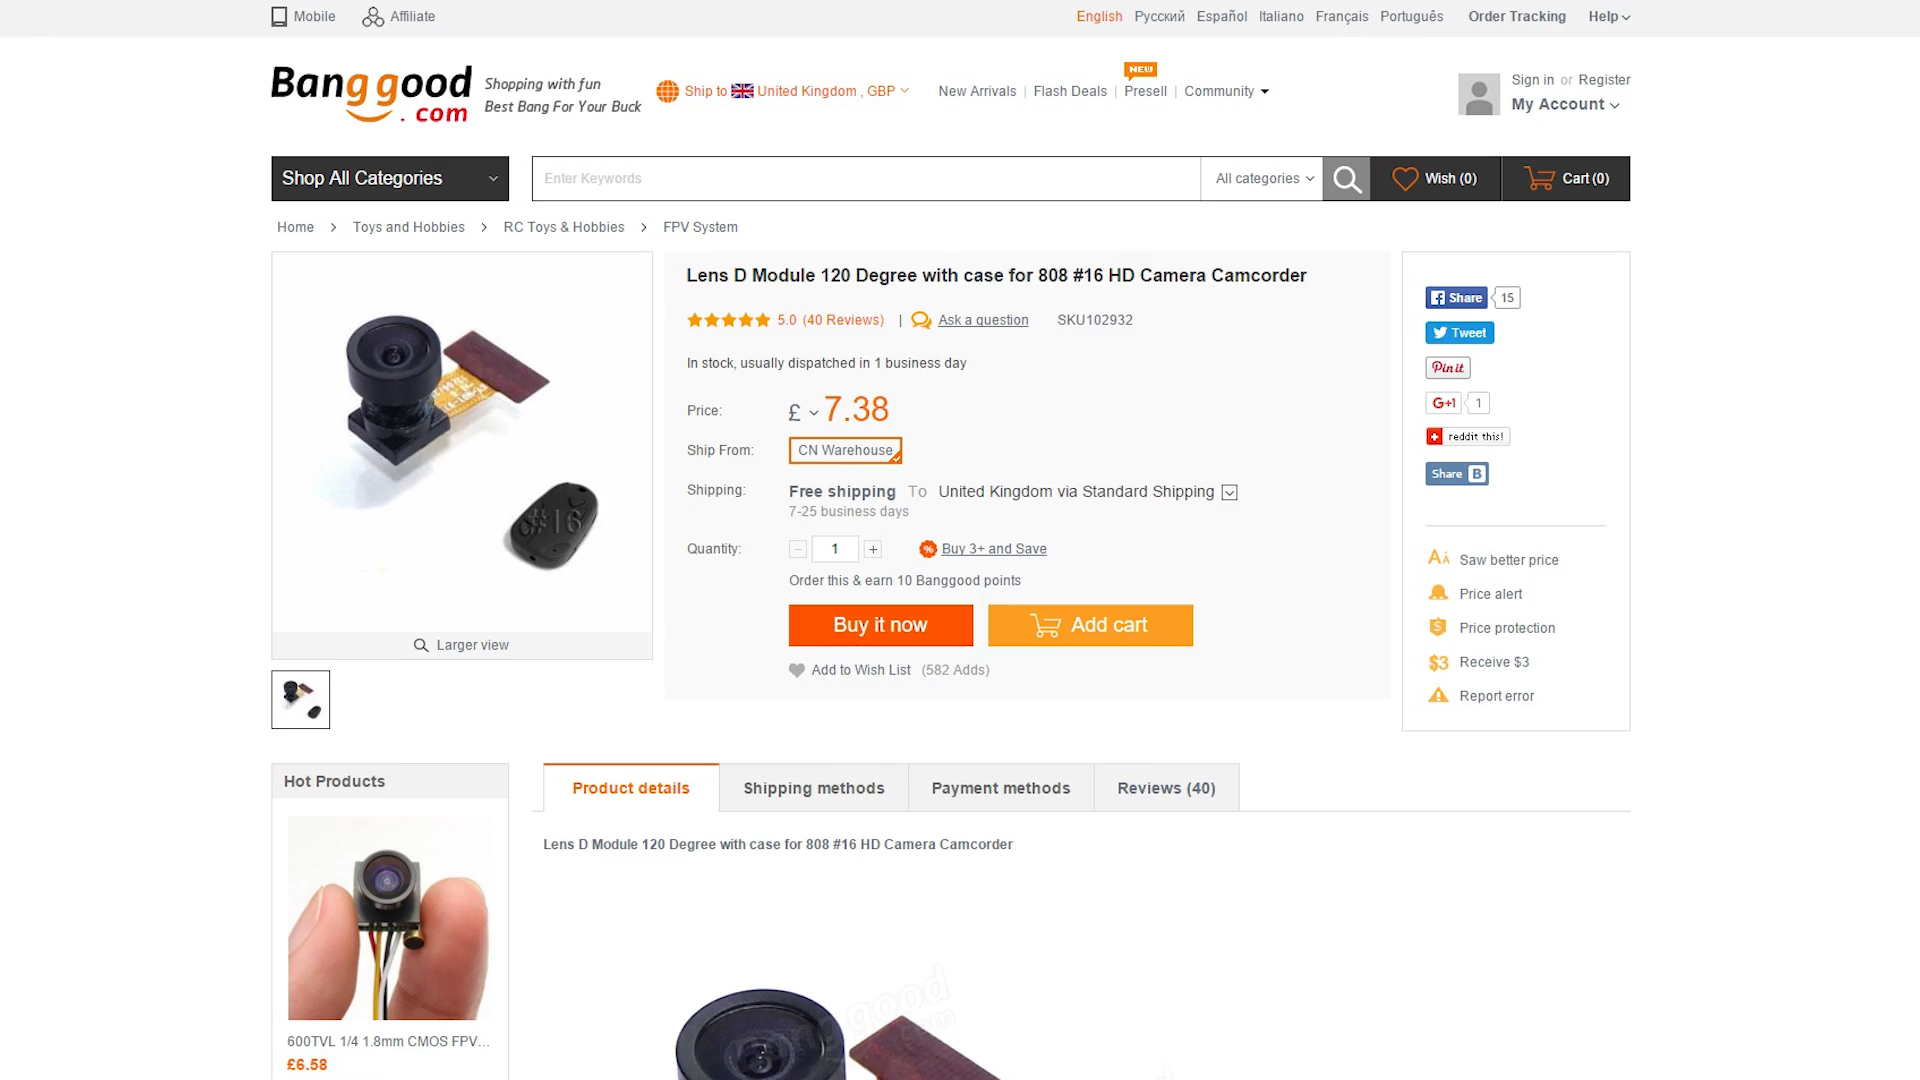 Mobile Affiliate English Русский Español Italiano Français Português Order Tracking Help
Banggood.com
Shopping with fun
Best Bang For Your Buck
Ship to United Kingdom , GBP
New Arrivals | Flash Deals | Presell | Community
NEW
Sign in or Register
My Account
Shop All Categories
Enter Keywords
All categories
Wish (0)
Cart (0)
Home > Toys and Hobbies > RC Toys & Hobbies > FPV System
#16
Larger view
Lens D Module 120 Degree with case for 808 #16 HD Camera Camcorder
5.0 (40 Reviews) | Ask a question SKU102932
In stock, usually dispatched in 1 business day
Price: £ 7.38
Ship From: CN Warehouse
Shipping: Free shipping To United Kingdom via Standard Shipping
7-25 business days
Quantity: − 1 + % Buy 3+ and Save
Order this & earn 10 Banggood points
Buy it now
Add cart
Add to Wish List (582 Adds)
Share 15
Tweet
Pin it
G+1 1
reddit this!
Share B
Saw better price
Price alert
Price protection
$3 Receive $3
Report error
Hot Products
600TVL 1/4 1.8mm CMOS FPV...
£6.58
Product details
Shipping methods
Payment methods
Reviews (40)
Lens D Module 120 Degree with case for 808 #16 HD Camera Camcorder